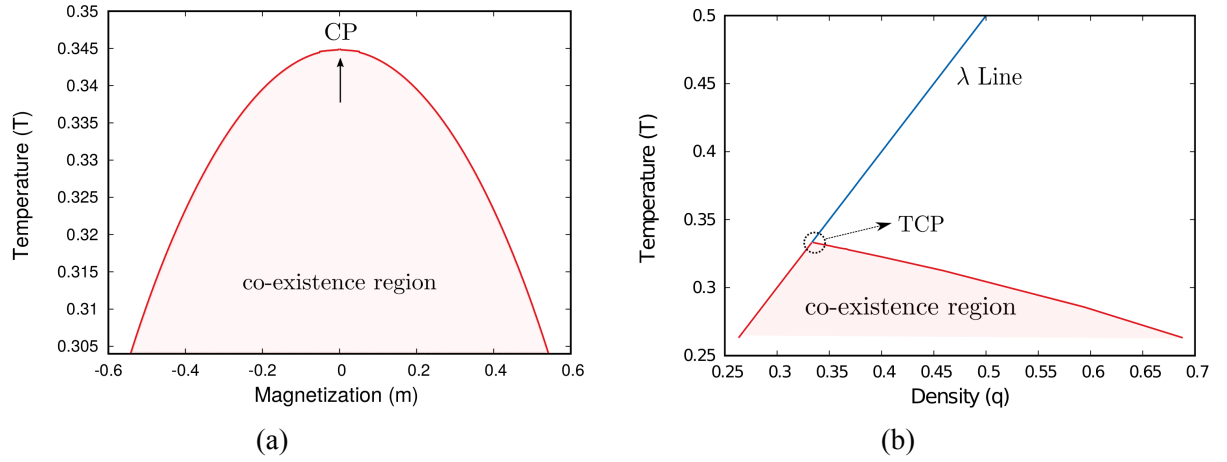 0.35
0.345
0.34
0.335
0.33
0.325
0.32
0.315
0.31
0.305
Temperature (T)
CP
co-existence region
-0.6 -0.4 -0.2 0 0.2 0.4 0.6
Magnetization (m)
(a)
0.5
0.45
0.4
0.35
0.3
0.25
Temperature (T)
λ Line
TCP
co-existence region
0.25 0.3 0.35 0.4 0.45 0.5 0.55 0.6 0.65 0.7
Density (q)
(b)